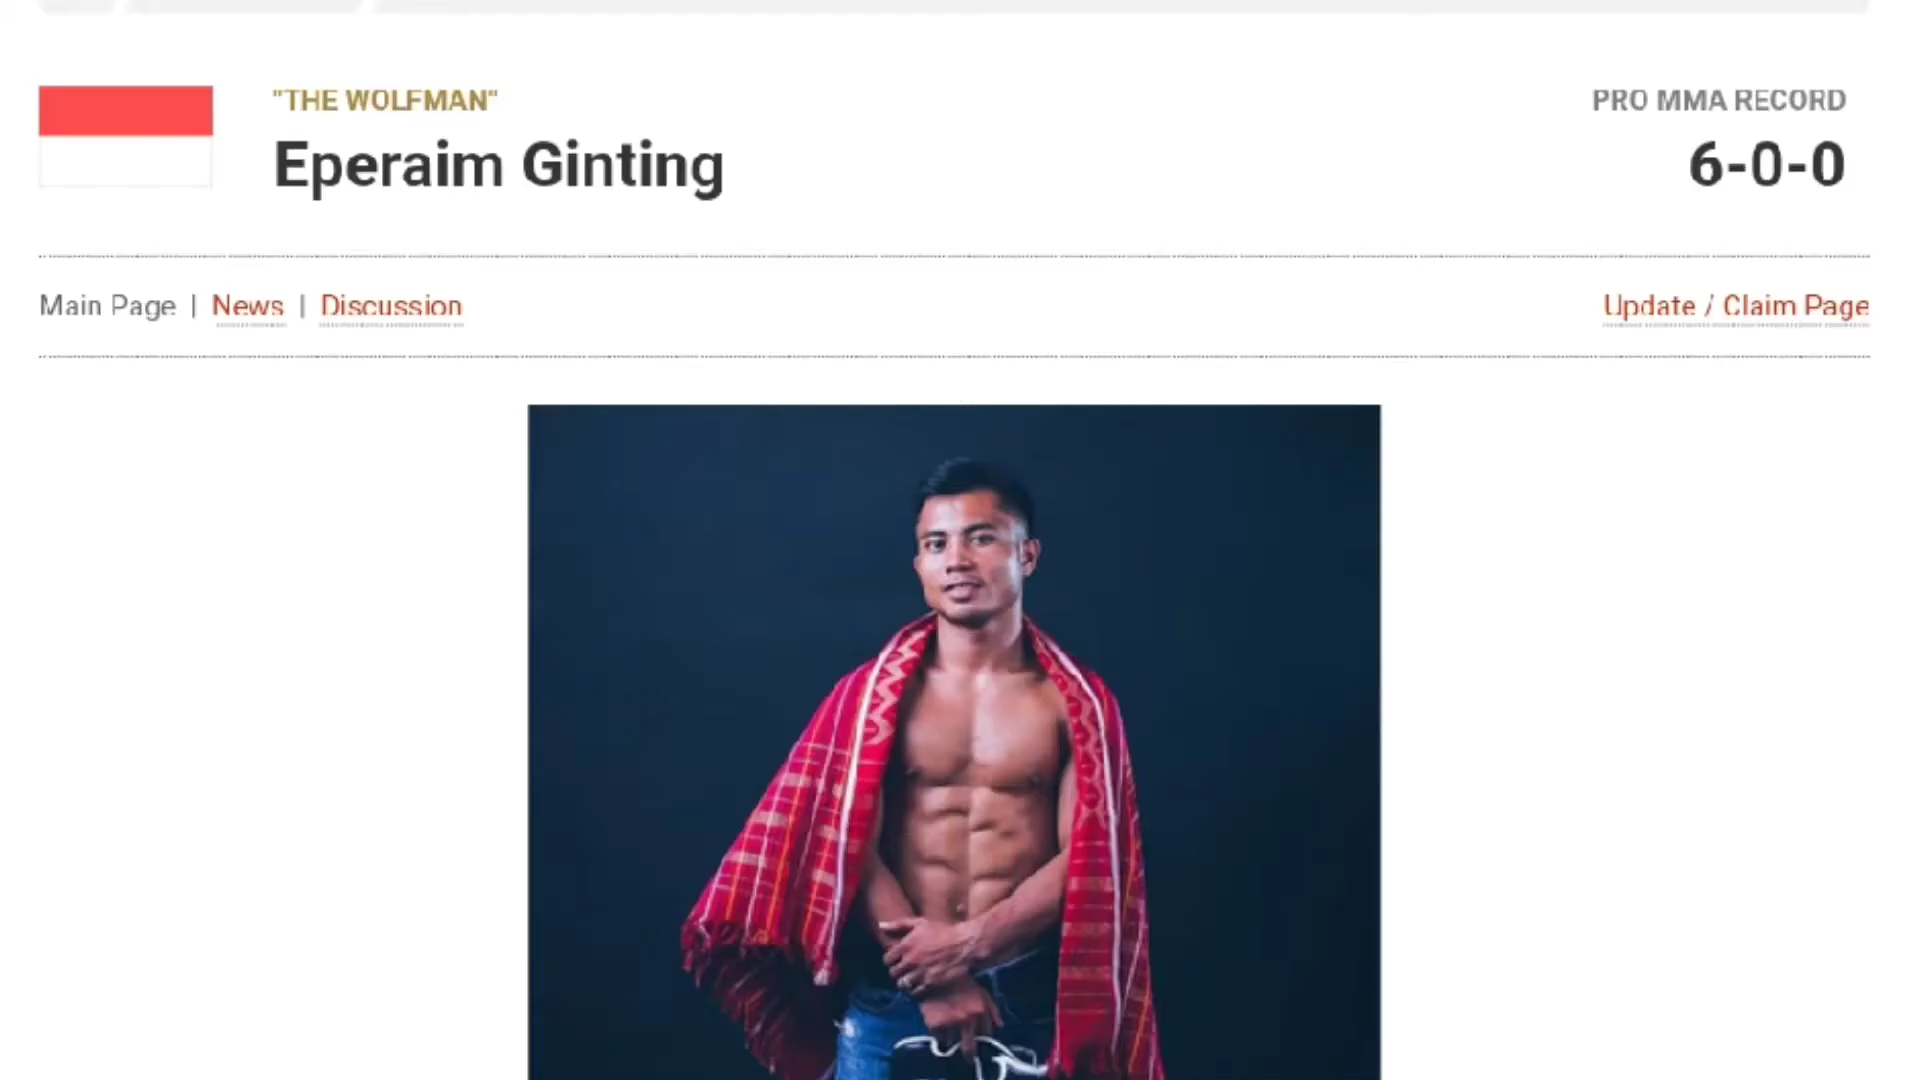 "THE WOLFMAN"
Eperaim Ginting
PRO MMA RECORD
6-0-0
Main Page | News | Discussion
Update / Claim Page